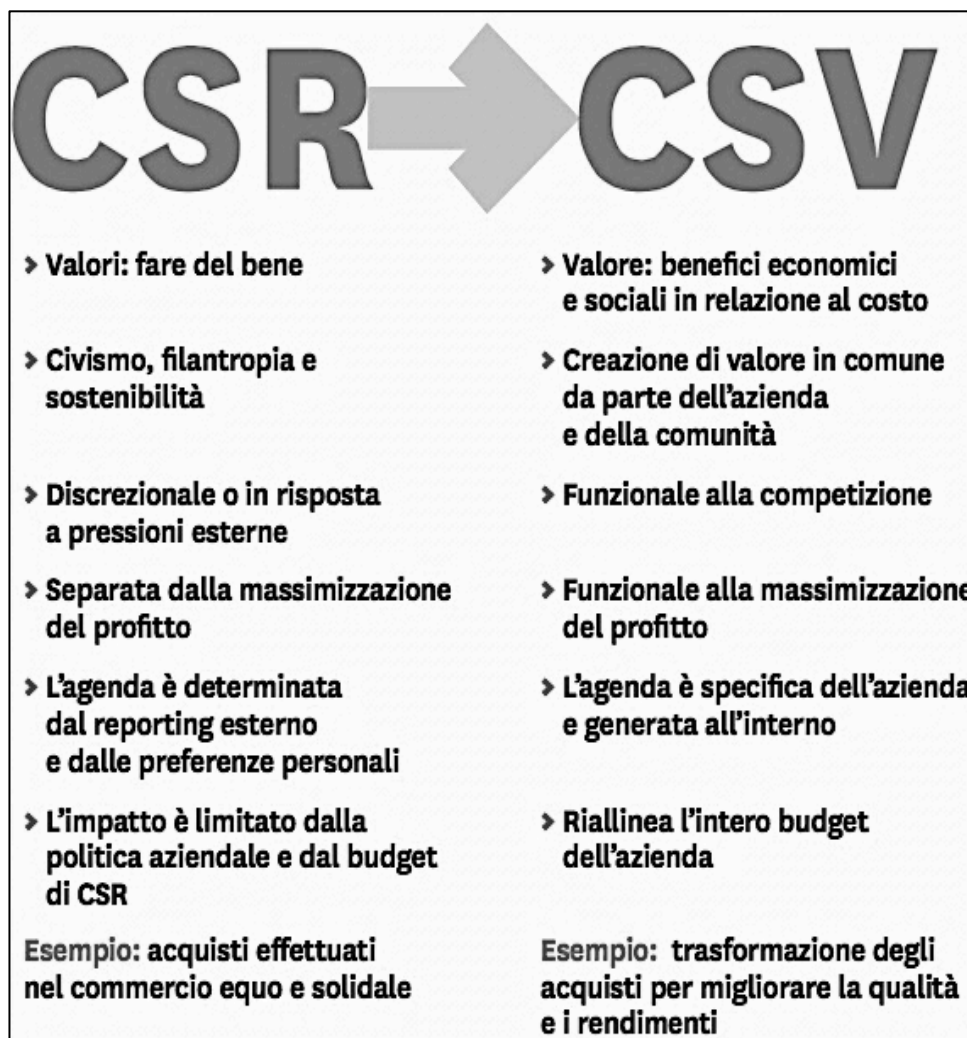 CSR CSV
> Valori: fare del bene
> Valore: benefici economici
e sociali in relazione al costo
> Civismo, filantropia e
sostenibilità
> Creazione di valore in comune
da parte dell'azienda
e della comunità
> Discrezionale o in risposta
a pressioni esterne
> Funzionale alla competizione
> Separata dalla massimizzazione
del profitto
> Funzionale alla massimizzazione
del profitto
> L'agenda è determinata
dal reporting esterno
e dalle preferenze personali
> L'agenda è specifica dell'azienda
e generata all'interno
> L'impatto è limitato dalla
politica aziendale e dal budget
di CSR
> Riallinea l'intero budget
dell'azienda
Esempio: acquisti effettuati
nel commercio equo e solidale
Esempio: trasformazione degli
acquisti per migliorare la qualità
e i rendimenti